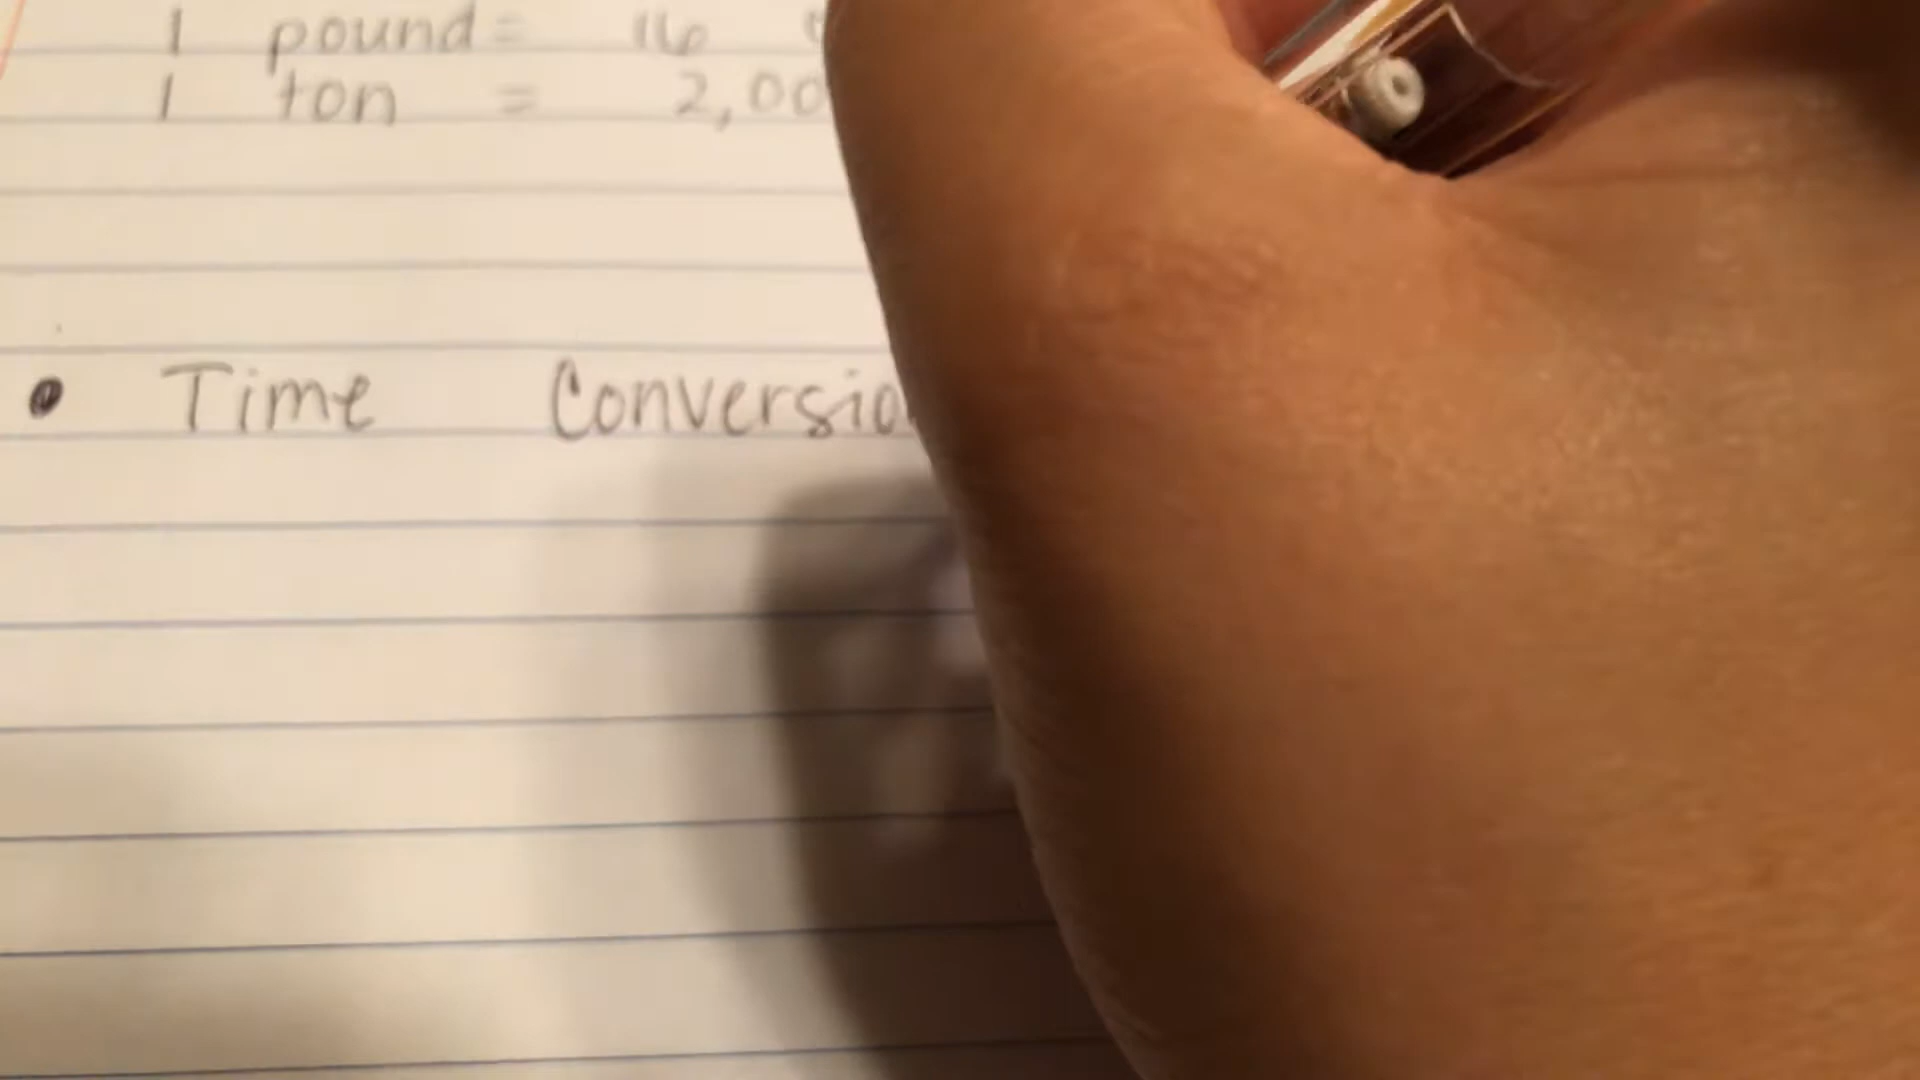 1 pound = 16
1 ton = 2,00
• Time Conversio